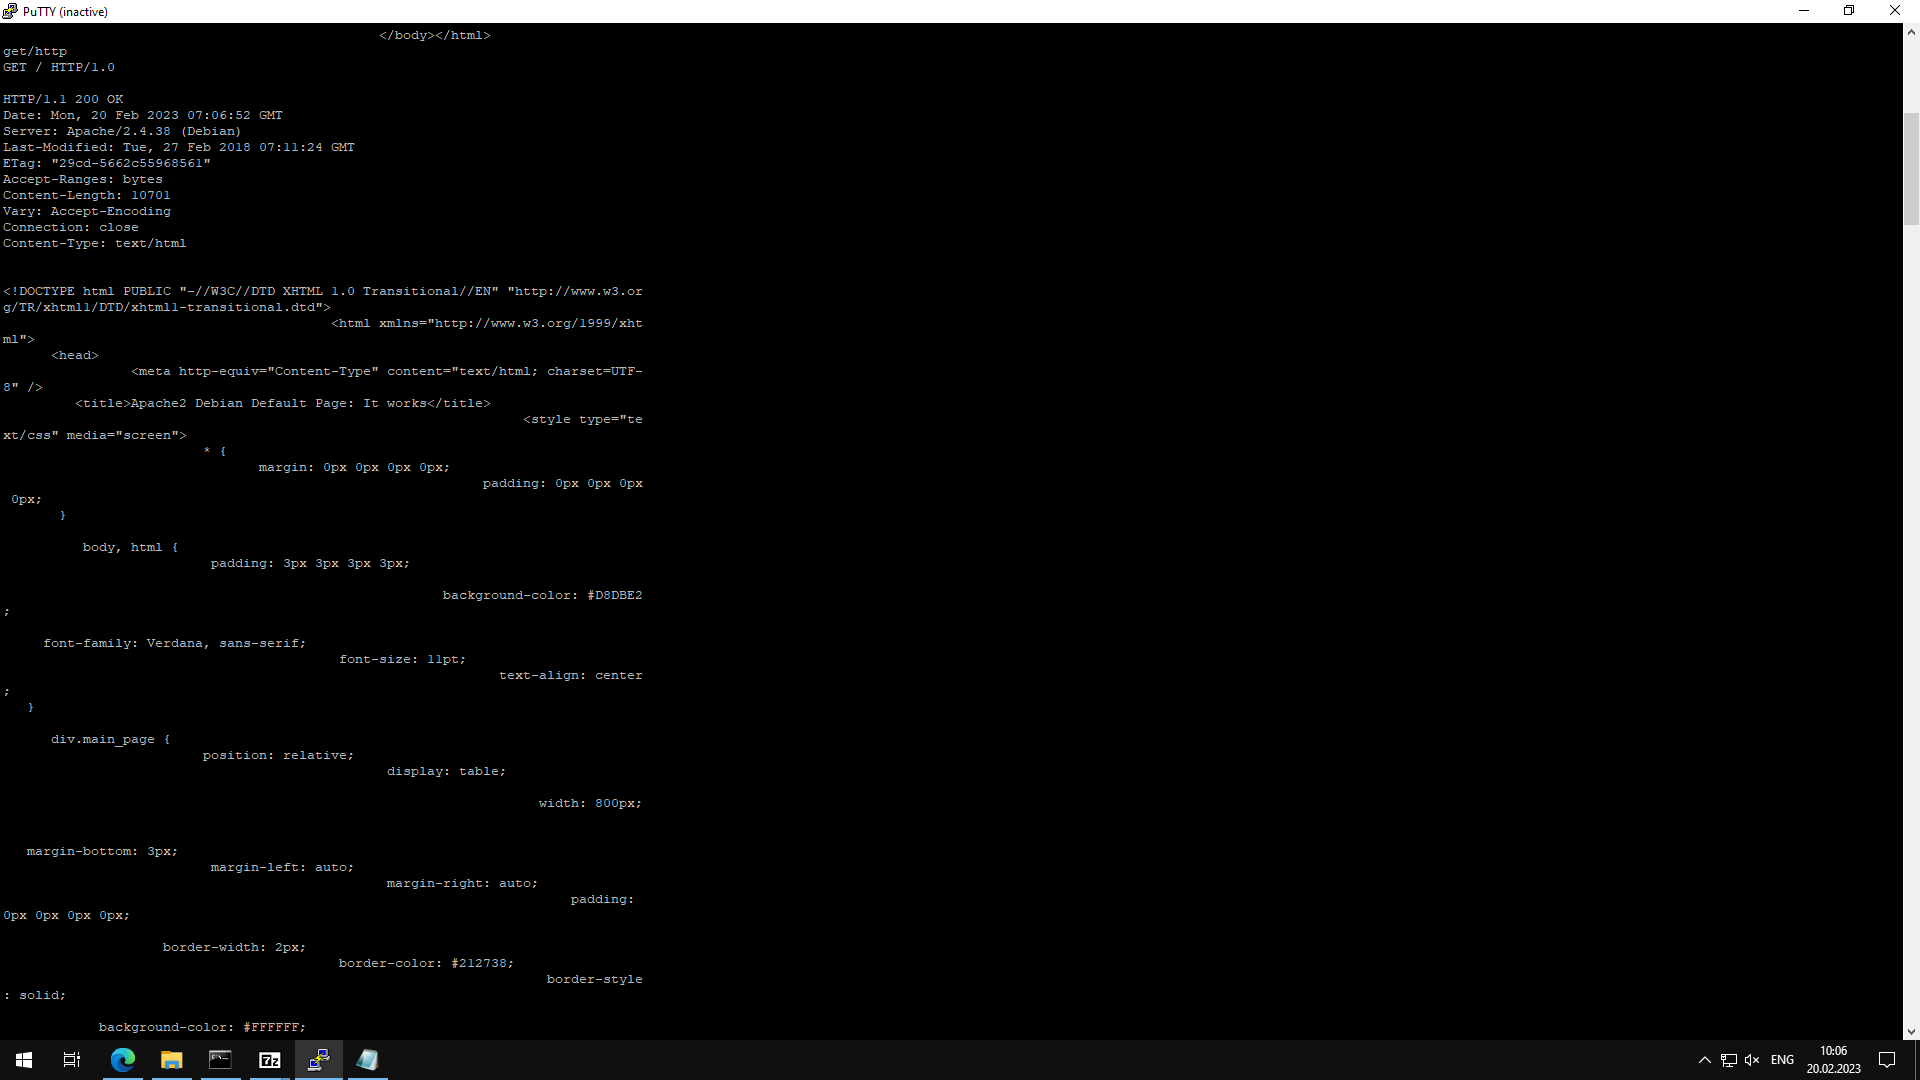 PuTTY (inactive)
</body></html>
get/http
GET / HTTP/1.0
HTTP/1.1 200 OK
Date: Mon, 20 Feb 2023 07:06:52 GMT
Server: Apache/2.4.38 (Debian)
Last-Modified: Tue, 27 Feb 2018 07:11:24 GMT
ETag: "29cd-5662c55968561"
Accept-Ranges: bytes
Content-Length: 10701
Vary: Accept-Encoding
Connection: close
Content-Type: text/html
<!DOCTYPE html PUBLIC "-//W3C//DTD XHTML 1.0 Transitional//EN" "http://www.w3.or
g/TR/xhtml1/DTD/xhtml1-transitional.dtd">
<html xmlns="http://www.w3.org/1999/xht
ml">
<head>
<meta http-equiv="Content-Type" content="text/html; charset=UTF-
8" />
<title>Apache2 Debian Default Page: It works</title>
<style type="te
xt/css" media="screen">
* {
margin: 0px 0px 0px 0px;
padding: 0px 0px 0px
0px;
}
body, html {
padding: 3px 3px 3px 3px;
background-color: #D8DBE2
;
font-family: Verdana, sans-serif;
font-size: 11pt;
text-align: center
;
}
div.main_page {
position: relative;
display: table;
width: 800px;
margin-bottom: 3px;
margin-left: auto;
margin-right: auto;
padding:
0px 0px 0px 0px;
border-width: 2px;
border-color: #212738;
border-style
: solid;
background-color: #FFFFFF;
7z
ENG
10:06
20.02.2023